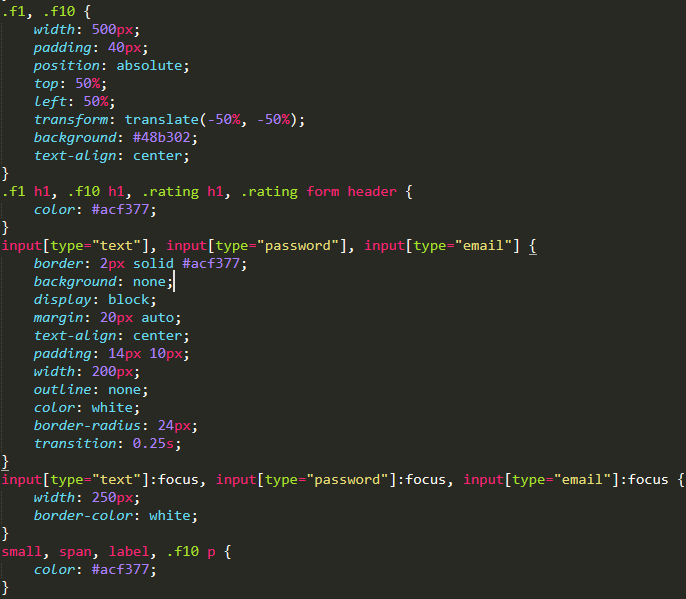 .f1, .f10 {
    width: 500px;
    padding: 40px;
    position: absolute;
    top: 50%;
    left: 50%;
    transform: translate(-50%, -50%);
    background: #48b302;
    text-align: center;
}
.f1 h1, .f10 h1, .rating h1, .rating form header {
    color: #acf377;
}
input[type="text"], input[type="password"], input[type="email"] {
    border: 2px solid #acf377;
    background: none;
    display: block;
    margin: 20px auto;
    text-align: center;
    padding: 14px 10px;
    width: 200px;
    outline: none;
    color: white;
    border-radius: 24px;
    transition: 0.25s;
}
input[type="text"]:focus, input[type="password"]:focus, input[type="email"]:focus {
    width: 250px;
    border-color: white;
}
small, span, label, .f10 p {
    color: #acf377;
}